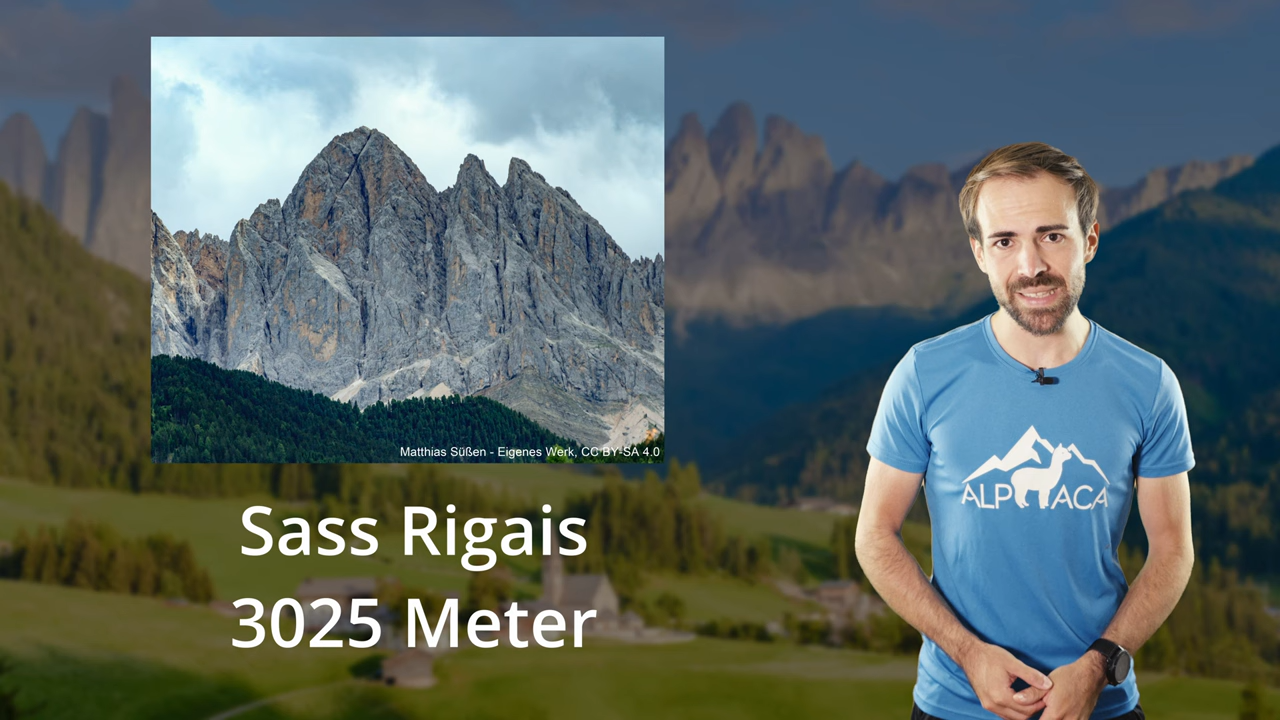 Matthias Süßen - Eigenes Werk, CC BY-SA 4.0
Sass Rigais
3025 Meter
ALPACA